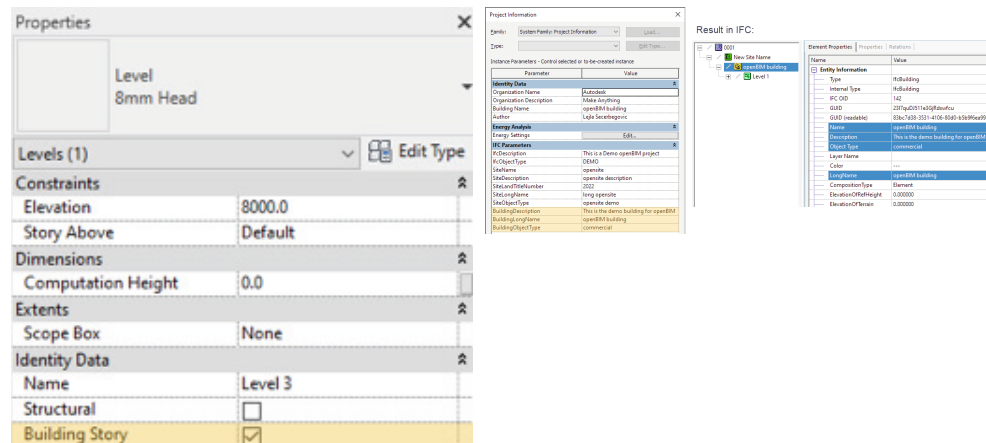 Properties
Level
8mm Head
Levels (1)
Edit Type
Constraints
Elevation 8000.0
Story Above Default
Dimensions
Computation Height 0.0
Extents
Scope Box None
Identity Data
Name Level 3
Structural
Building Story
Project Information
Family: System Family: Project Information Load...
Type: Edit Type...
Instance Parameters - Control selected or to-be-created instance
Parameter Value
Identity Data
Organization Name Autodesk
Organization Description Make Anything
Building Name openBIM building
Author Lejla Secerbegovic
Energy Analysis
Energy Settings Edit...
IFC Parameters
IfcDescription This is a Demo openBIM project
IfcObjectType DEMO
SiteName opensite
SiteDescription opensite description
SiteLandTitleNumber 2022
SiteLongName long opensite
SiteObjectType opensite demo
BuildingDescription This is the demo building for openBIM
BuildingLongName openBIM building
BuildingObjectType commercial
Result in IFC:
0001
New Site Name
openBIM building
Level 1
Element Properties Properties Relations
Name Value
Entity Information
Type IfcBuilding
Internal Type IfcBuilding
IFC OID 142
GUID
GUID (readable)
Name openBIM building
Description This is the demo building for openBIM
Object Type commercial
Layer Name
Color ---
LongName openBIM building
CompositionType Element
ElevationOfRefHeight 0.000000
ElevationOfTerrain 0.000000